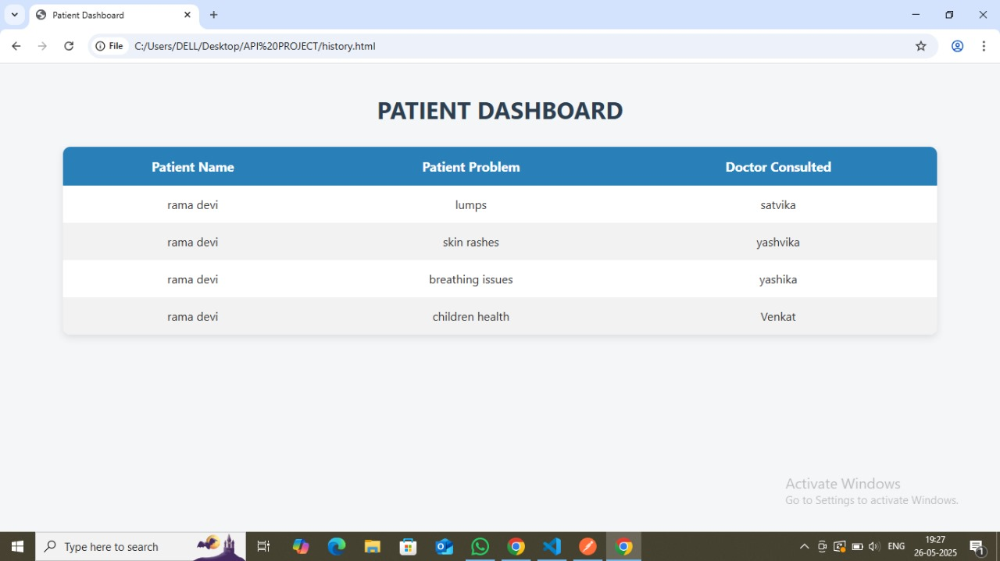 Patient Dashboard
File C:/Users/DELL/Desktop/API%20PROJECT/history.html
PATIENT DASHBOARD
Patient Name Patient Problem Doctor Consulted
rama devi lumps satvika
rama devi skin rashes yashvika
rama devi breathing issues yashika
rama devi children health Venkat
Activate Windows
Go to Settings to activate Windows.
Type here to search
ENG
19:27
26-05-2025
1